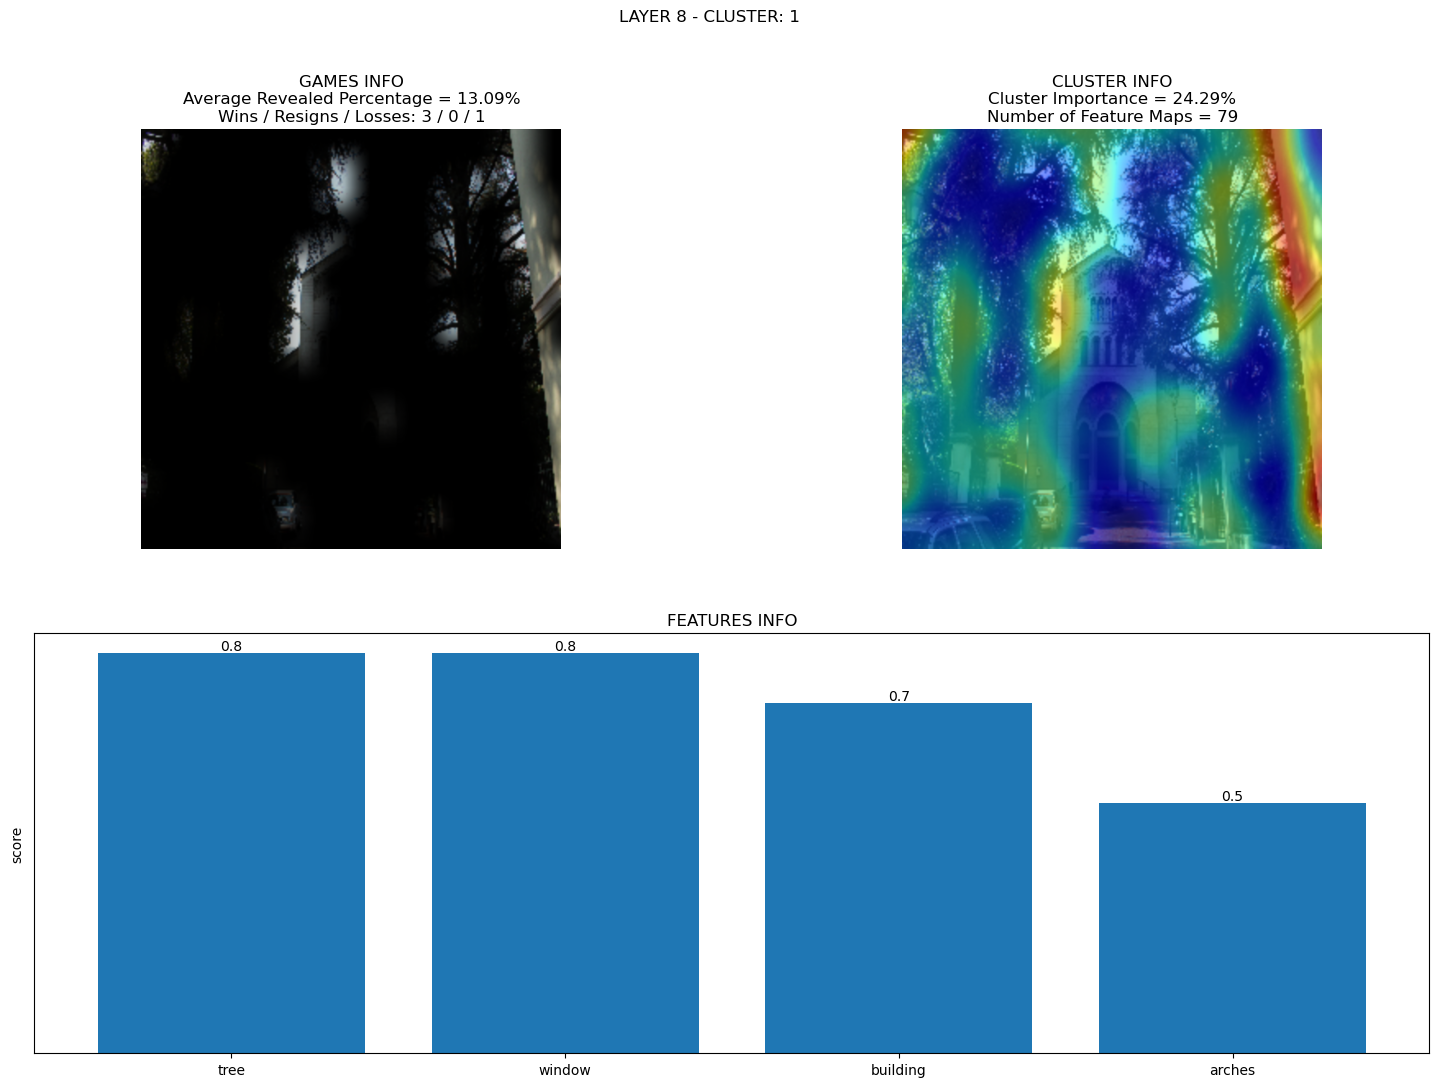 LAYER 8 - CLUSTER: 1
GAMES INFO
Average Revealed Percentage = 13.09%
Wins / Resigns / Losses: 3 / 0 / 1
CLUSTER INFO
Cluster Importance = 24.29%
Number of Feature Maps = 79
FEATURES INFO
score
0.8
0.8
0.7
0.5
tree
window
building
arches